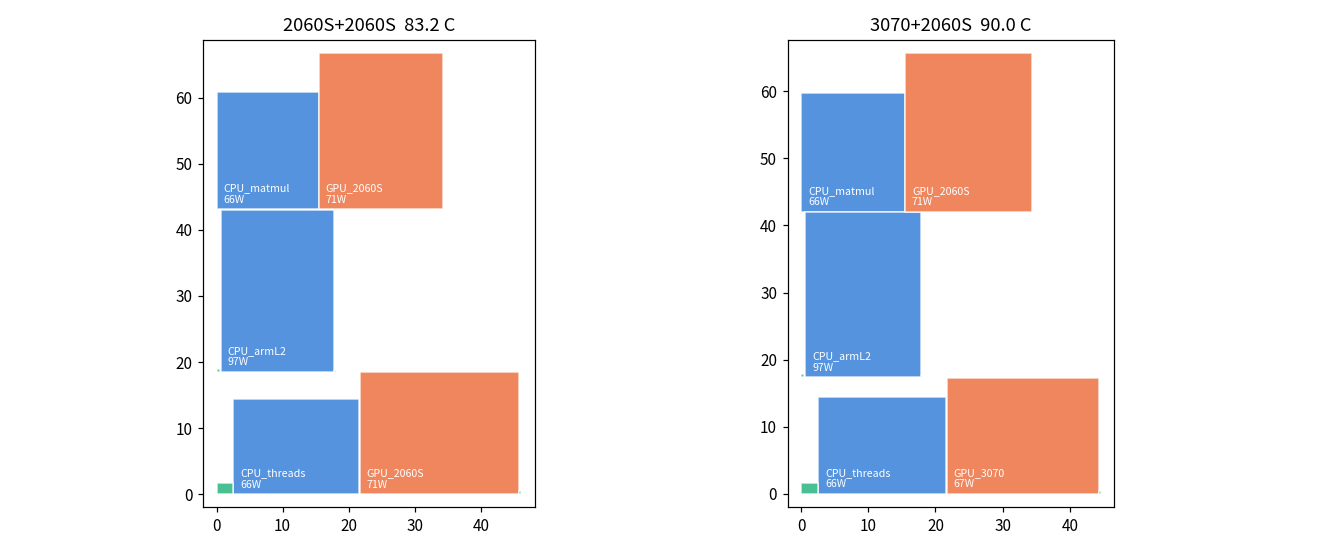 2060S+2060S 83.2 C
60
50
40
30
20
10
0
CPU_matmul
66W
GPU_2060S
71W
CPU_armL2
97W
CPU_threads
66W
GPU_2060S
71W
0 10 20 30 40
3070+2060S 90.0 C
60
50
40
30
20
10
0
CPU_matmul
66W
GPU_2060S
71W
CPU_armL2
97W
CPU_threads
66W
GPU_3070
67W
0 10 20 30 40